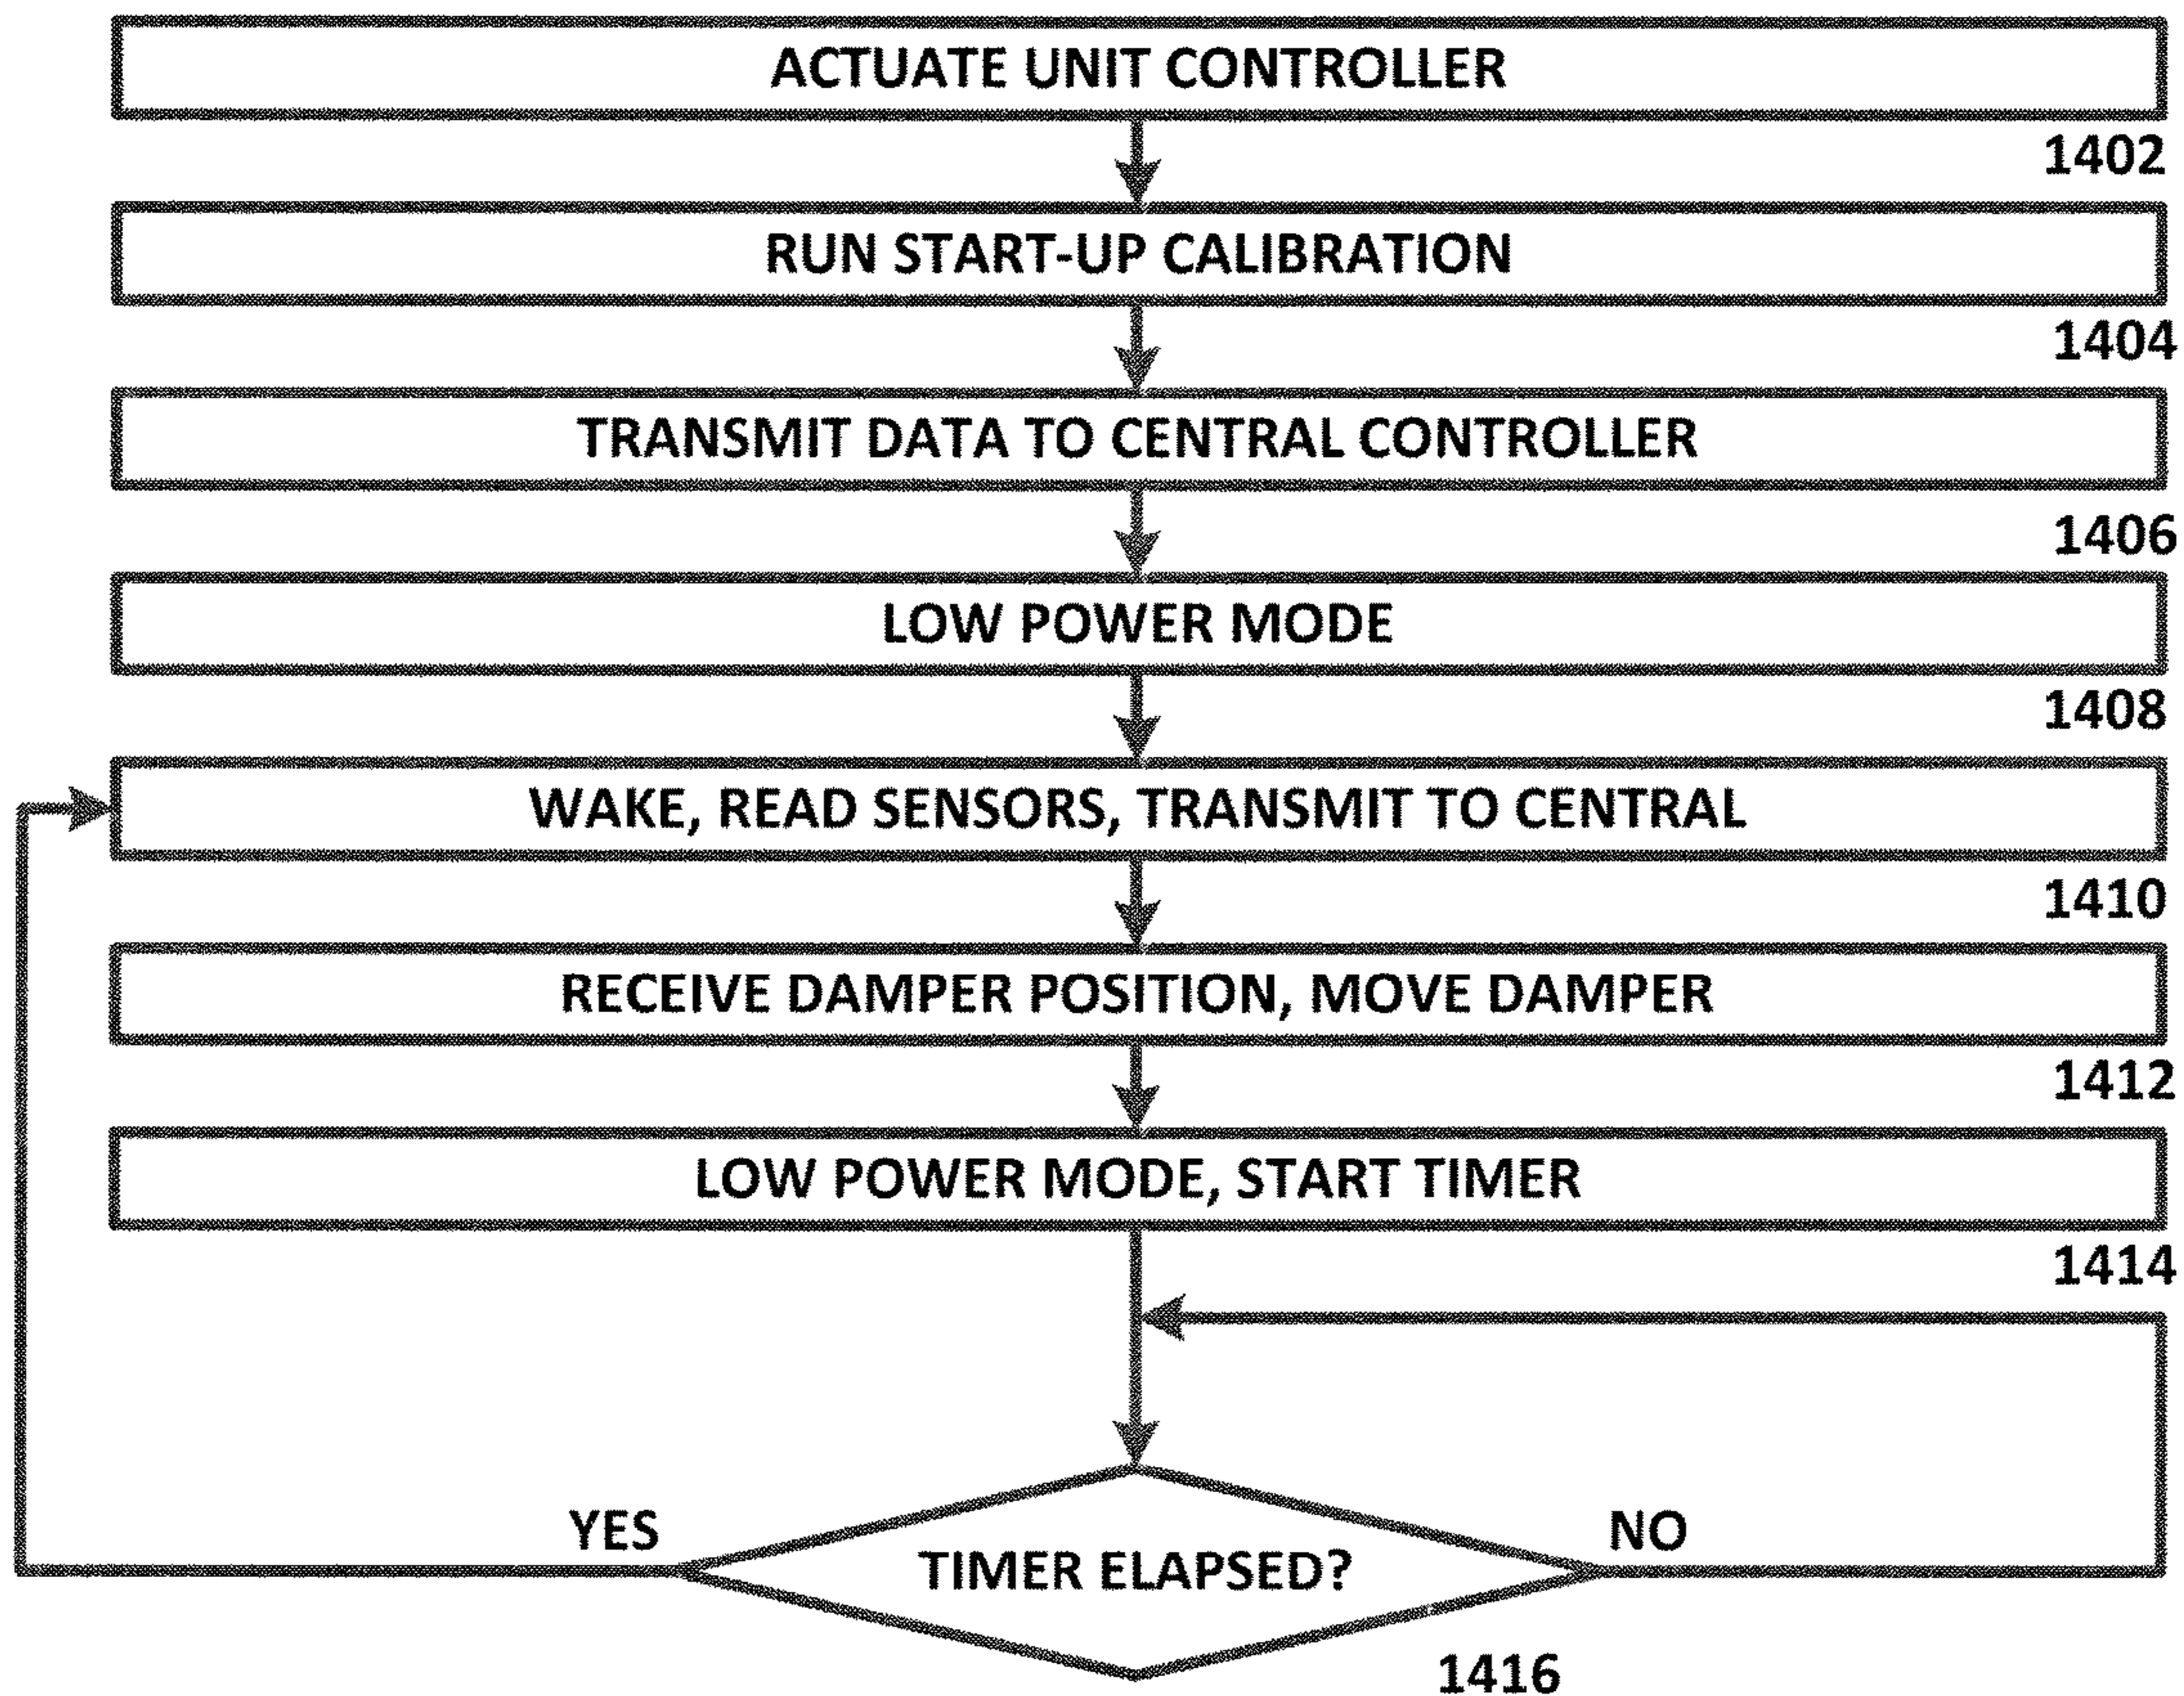 ACTUATE UNIT CONTROLLER
1402
RUN START-UP CALIBRATION
1404
TRANSMIT DATA TO CENTRAL CONTROLLER
1406
LOW POWER MODE
1408
WAKE, READ SENSORS, TRANSMIT TO CENTRAL
1410
RECEIVE DAMPER POSITION, MOVE DAMPER
1412
LOW POWER MODE, START TIMER
1414
YES
NO
TIMER ELAPSED?
1416